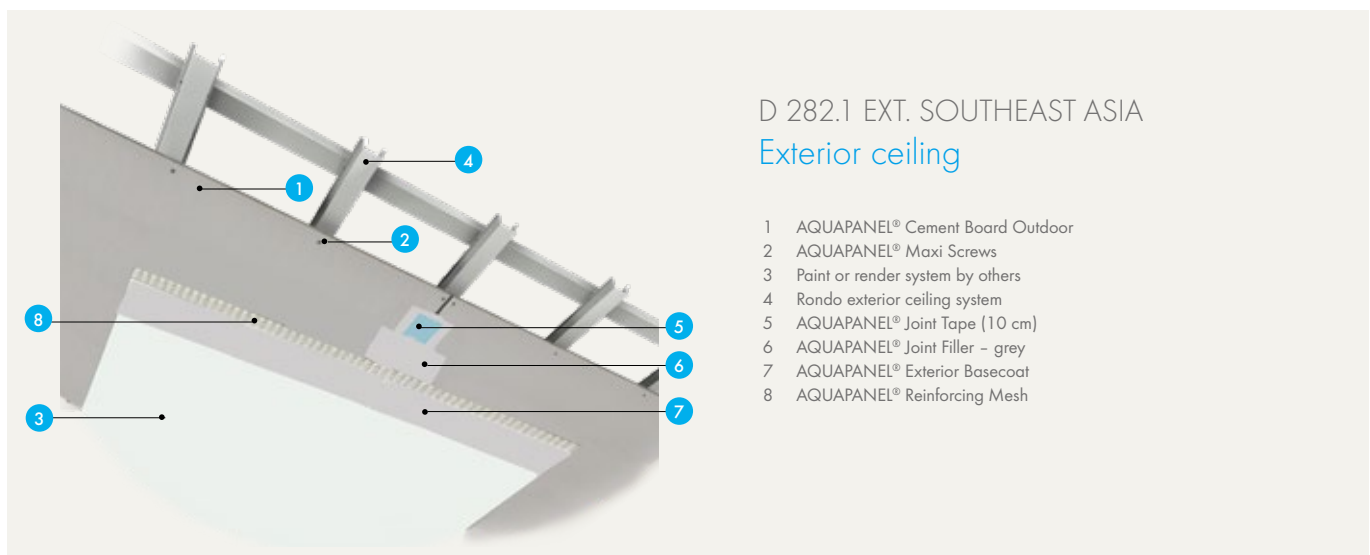 D 282.1 EXT. SOUTHEAST ASIA
Exterior ceiling
1 AQUAPANEL® Cement Board Outdoor
2 AQUAPANEL® Maxi Screws
3 Paint or render system by others
4 Rondo exterior ceiling system
5 AQUAPANEL® Joint Tape (10 cm)
6 AQUAPANEL® Joint Filler – grey
7 AQUAPANEL® Exterior Basecoat
8 AQUAPANEL® Reinforcing Mesh
4
1
2
8
5
6
7
3